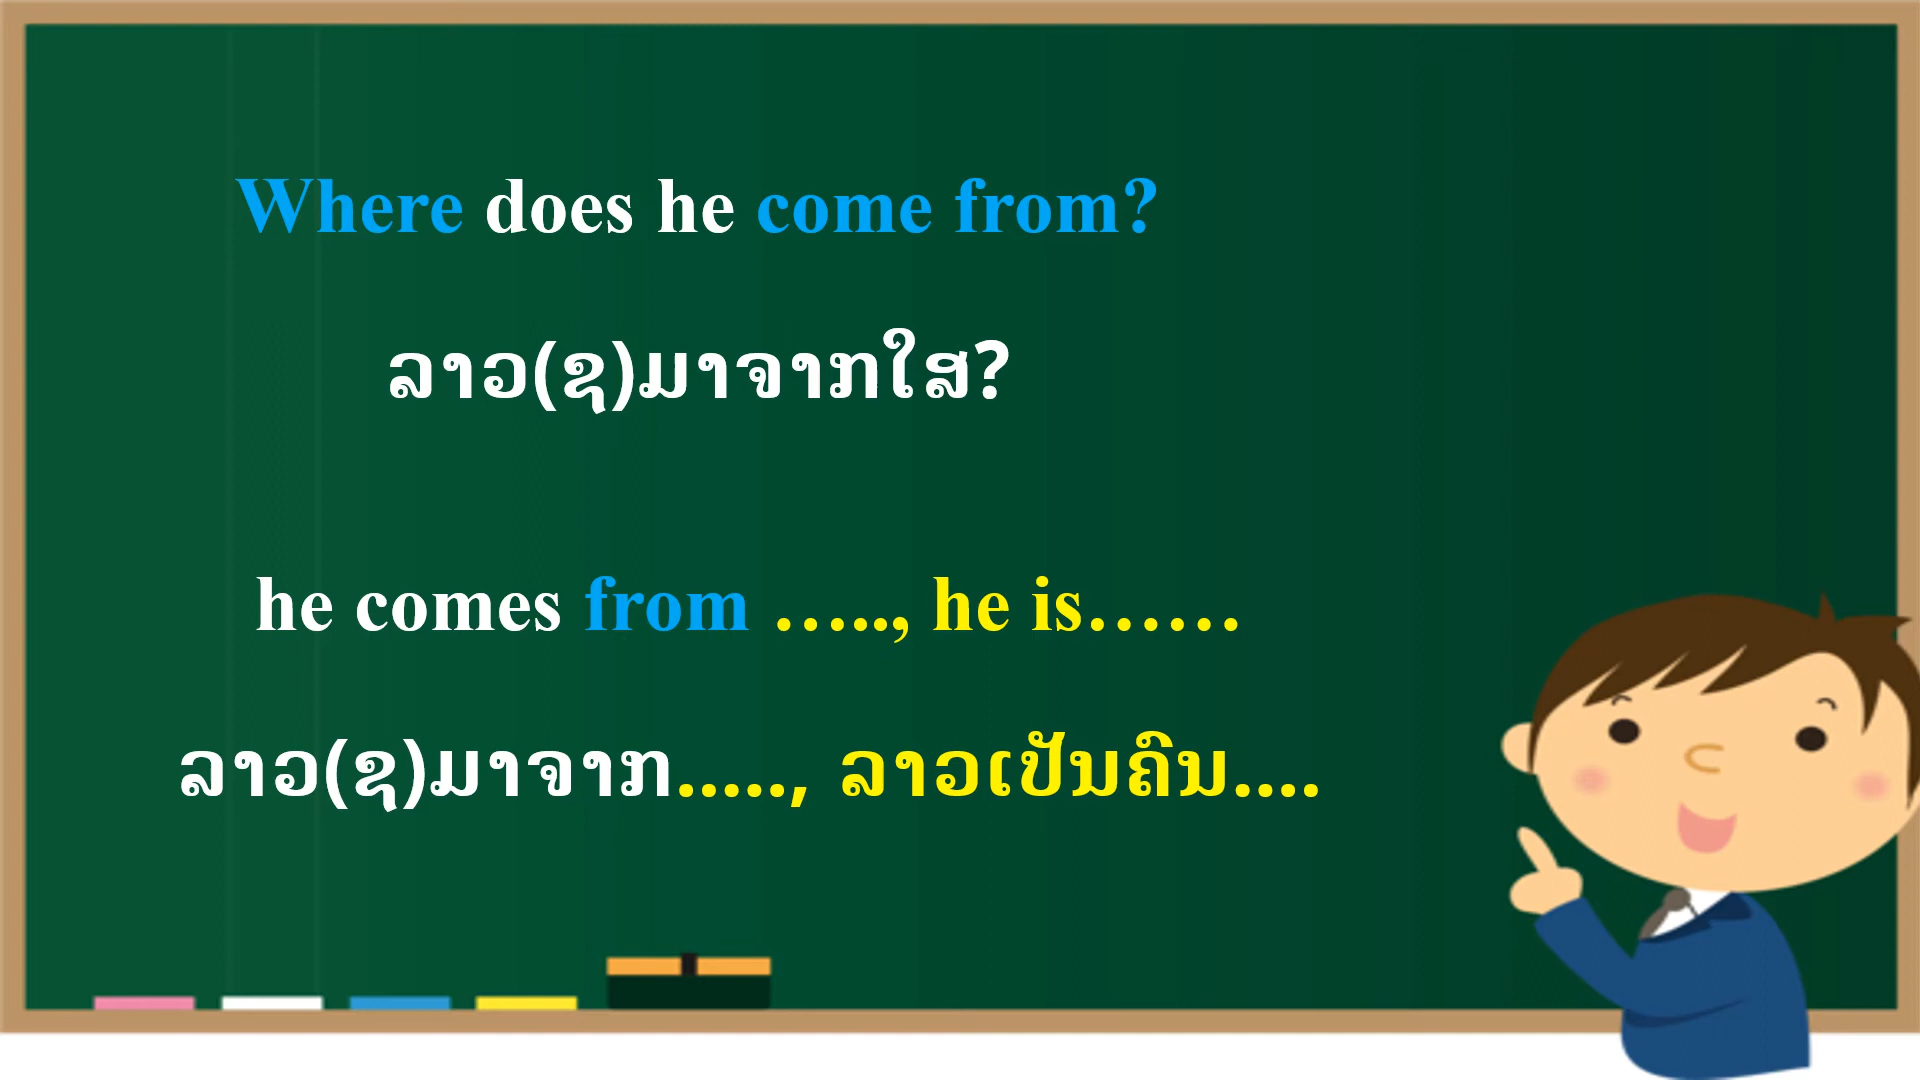 Where does he come from?
ລາວ(ຊ)ມາຈາກໃສ?
he comes from ….., he is……
ລາວ(ຊ)ມາຈາກ....., ລາວເປັນຄົນ....